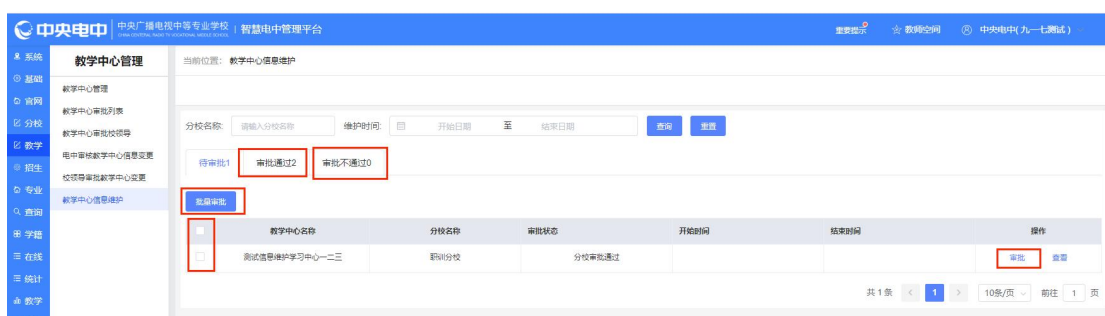 中央电中 中央广播电视中等专业学校 智慧电中管理平台 重要提示 教师空间 中央电中(九一七测试)
系统
基础
官网
分校
教学
招生
专业
查询
学籍
在线
统计
教学
教学中心管理
教学中心管理
教学中心审批列表
教学中心审批校领导
电中审核教学中心信息变更
校领导审批教学中心变更
教学中心信息维护
当前位置: 教学中心信息维护
分校名称: 请输入分校名称 维护时间: 开始日期 至 结束日期 查询 重置
待审批1 审批通过2 审批不通过0
批量审批
教学中心名称 分校名称 审批状态 开始时间 结束时间 操作
测试信息维护学习中心一二三 职训分校 分校审批通过 审批 查看
共1条 < 1 > 10条/页 前往 1 页